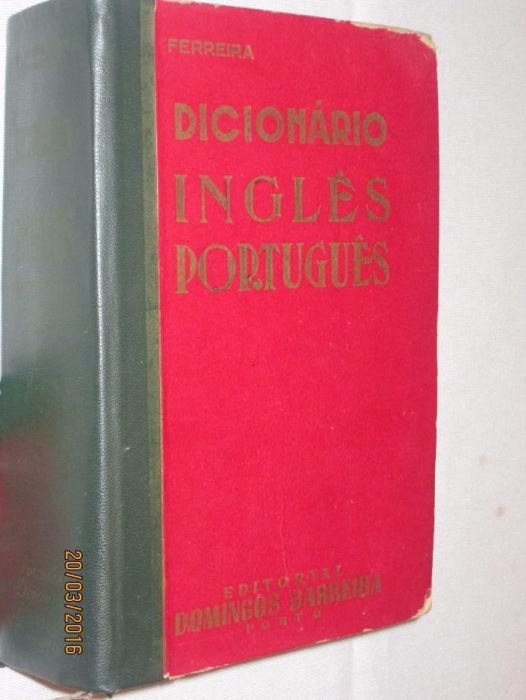 FERREIRA
DICIONÁRIO
INGLÊS
PORTUGUÊS
EDITORIAL
DOMINGOS BARREIRA
PORTO
20/03/2016